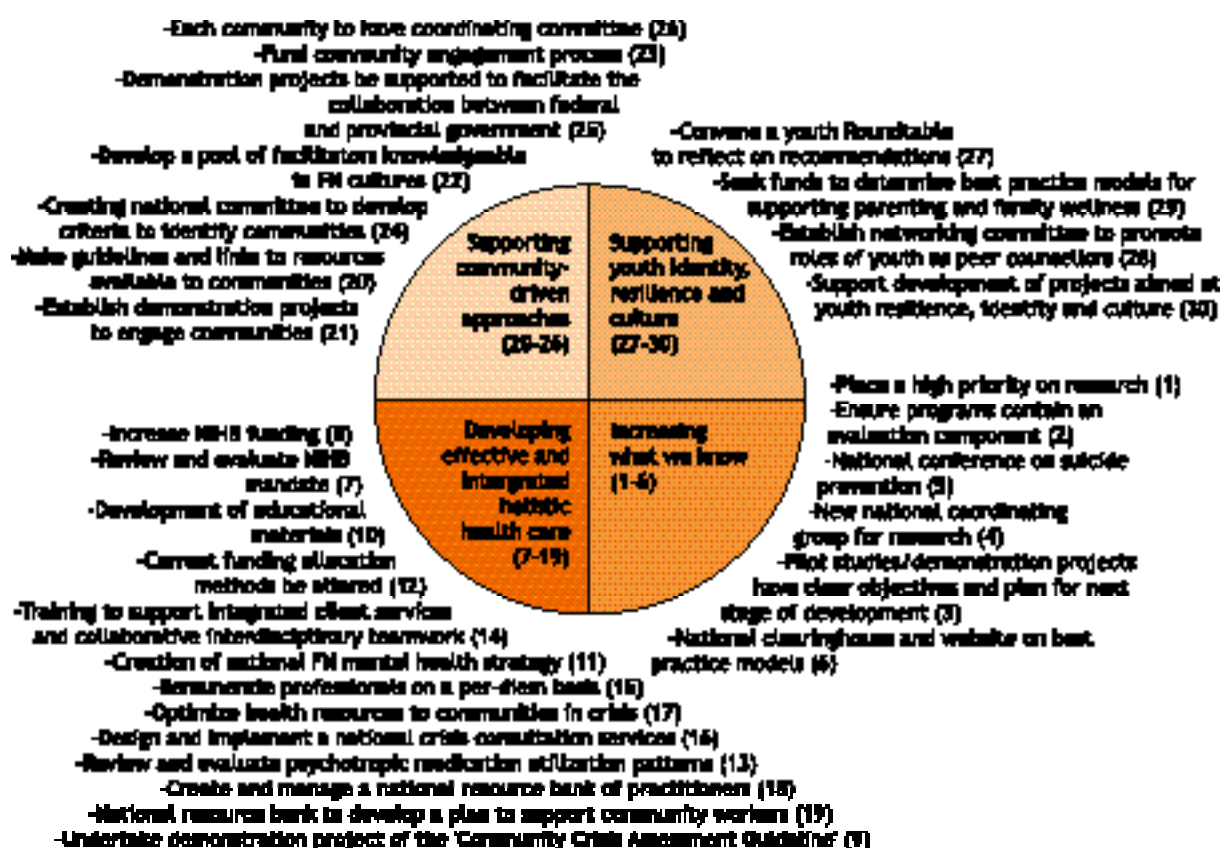 -Each community to have coordinating committee (26)
-Fund community engagement process (23)
-Demonstration projects be supported to facilitate the
collaboration between federal
and provincial government (25)
-Develop a pool of facilitators knowledgeable
in FN cultures (22)
-Creating national committee to develop
criteria to identify communities (24)
-Make guidelines and links to resources
available to communities (20)
-Establish demonstration projects
to engage communities (21)
-Convene a youth Roundtable
to reflect on recommendations (27)
-Seek funds to determine best practice models for
supporting parenting and family wellness (29)
-Establish networking committee to promote
roles of youth as peer counsellors (28)
-Support development of projects aimed at
youth resilience, identity and culture (30)
Supporting
community-
driven
approaches
(20-26)
Supporting
youth identity,
resilience and
culture
(27-30)
Developing
effective and
intergrated
holistic
health care
(7-19)
Increasing
what we know
(1-6)
-Place a high priority on research (1)
-Ensure programs contain an
evaluation component (2)
-National conference on suicide
prevention (5)
-New national coordinating
group for research (4)
-Pilot studies/demonstration projects
have clear objectives and plan for next
stage of development (3)
-National clearinghouse and website on best
practice models (6)
-Increase NIHB funding (8)
-Review and evaluate NIHB
mandate (7)
-Development of educational
materials (10)
-Current funding allocation
methods be altered (12)
-Training to support integrated client services
and collaborative interdisciplinary teamwork (14)
-Creation of national FN mental health strategy (11)
-Remunerate professionals on a per-diem basis (15)
-Optimize health resources to communities in crisis (17)
-Design and implement a national crisis consultation services (16)
-Review and evaluate psychotropic medication utilization patterns (13)
-Create and manage a national resource bank of practitioners (18)
-National resource bank to develop a plan to support community workers (19)
-Undertake demonstration project of the 'Community Crisis Assessment Guideline' (9)